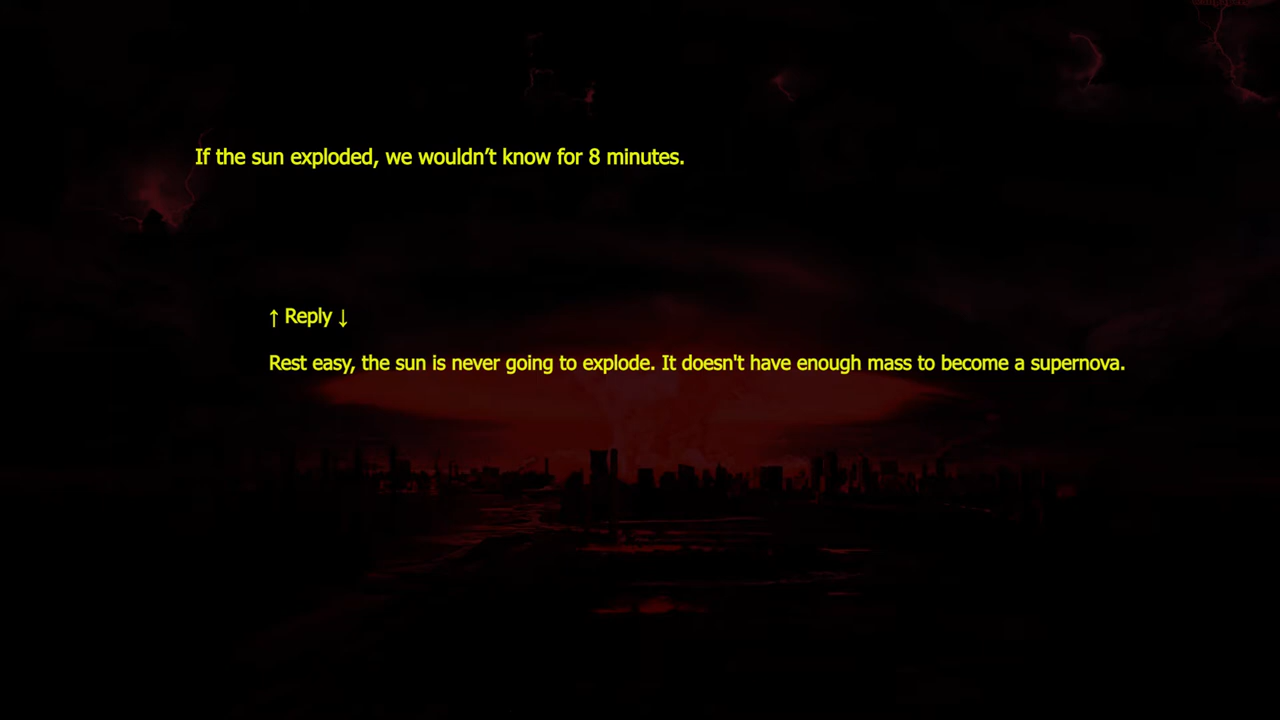 If the sun exploded, we wouldn’t know for 8 minutes.
↑ Reply ↓
Rest easy, the sun is never going to explode. It doesn't have enough mass to become a supernova.